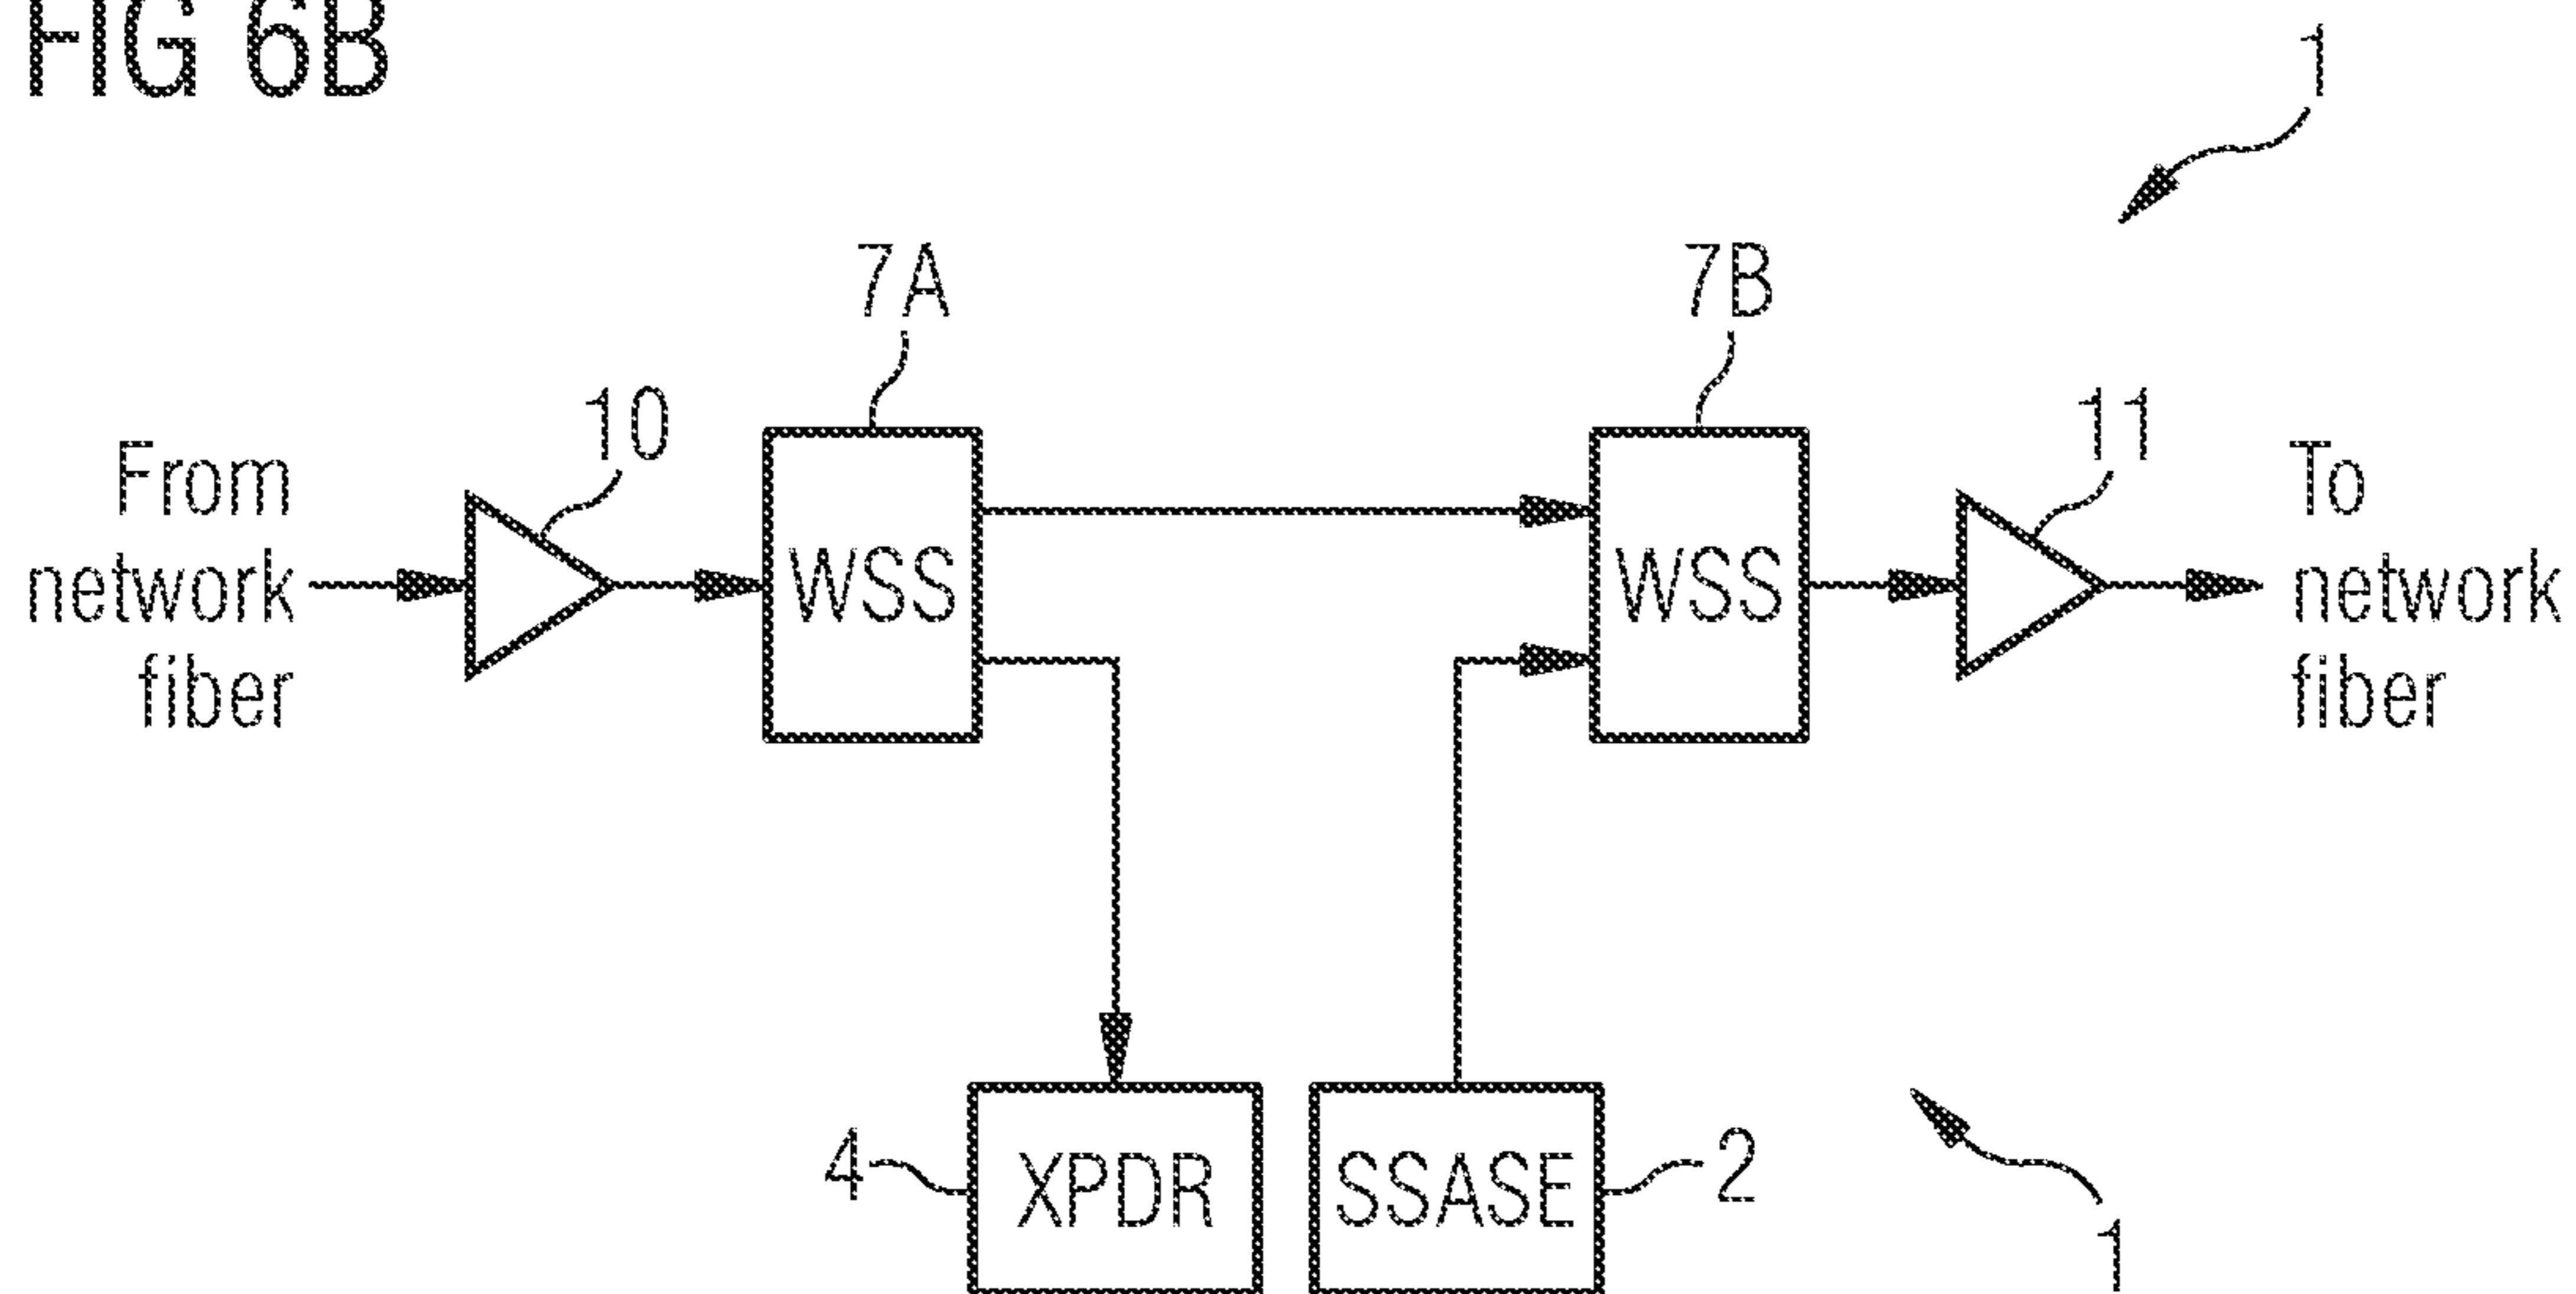 FIG 6B
1
7A
7B
10
11
From
network
fiber
WSS
WSS
To
network
fiber
4
XPDR
SSASE
2
1